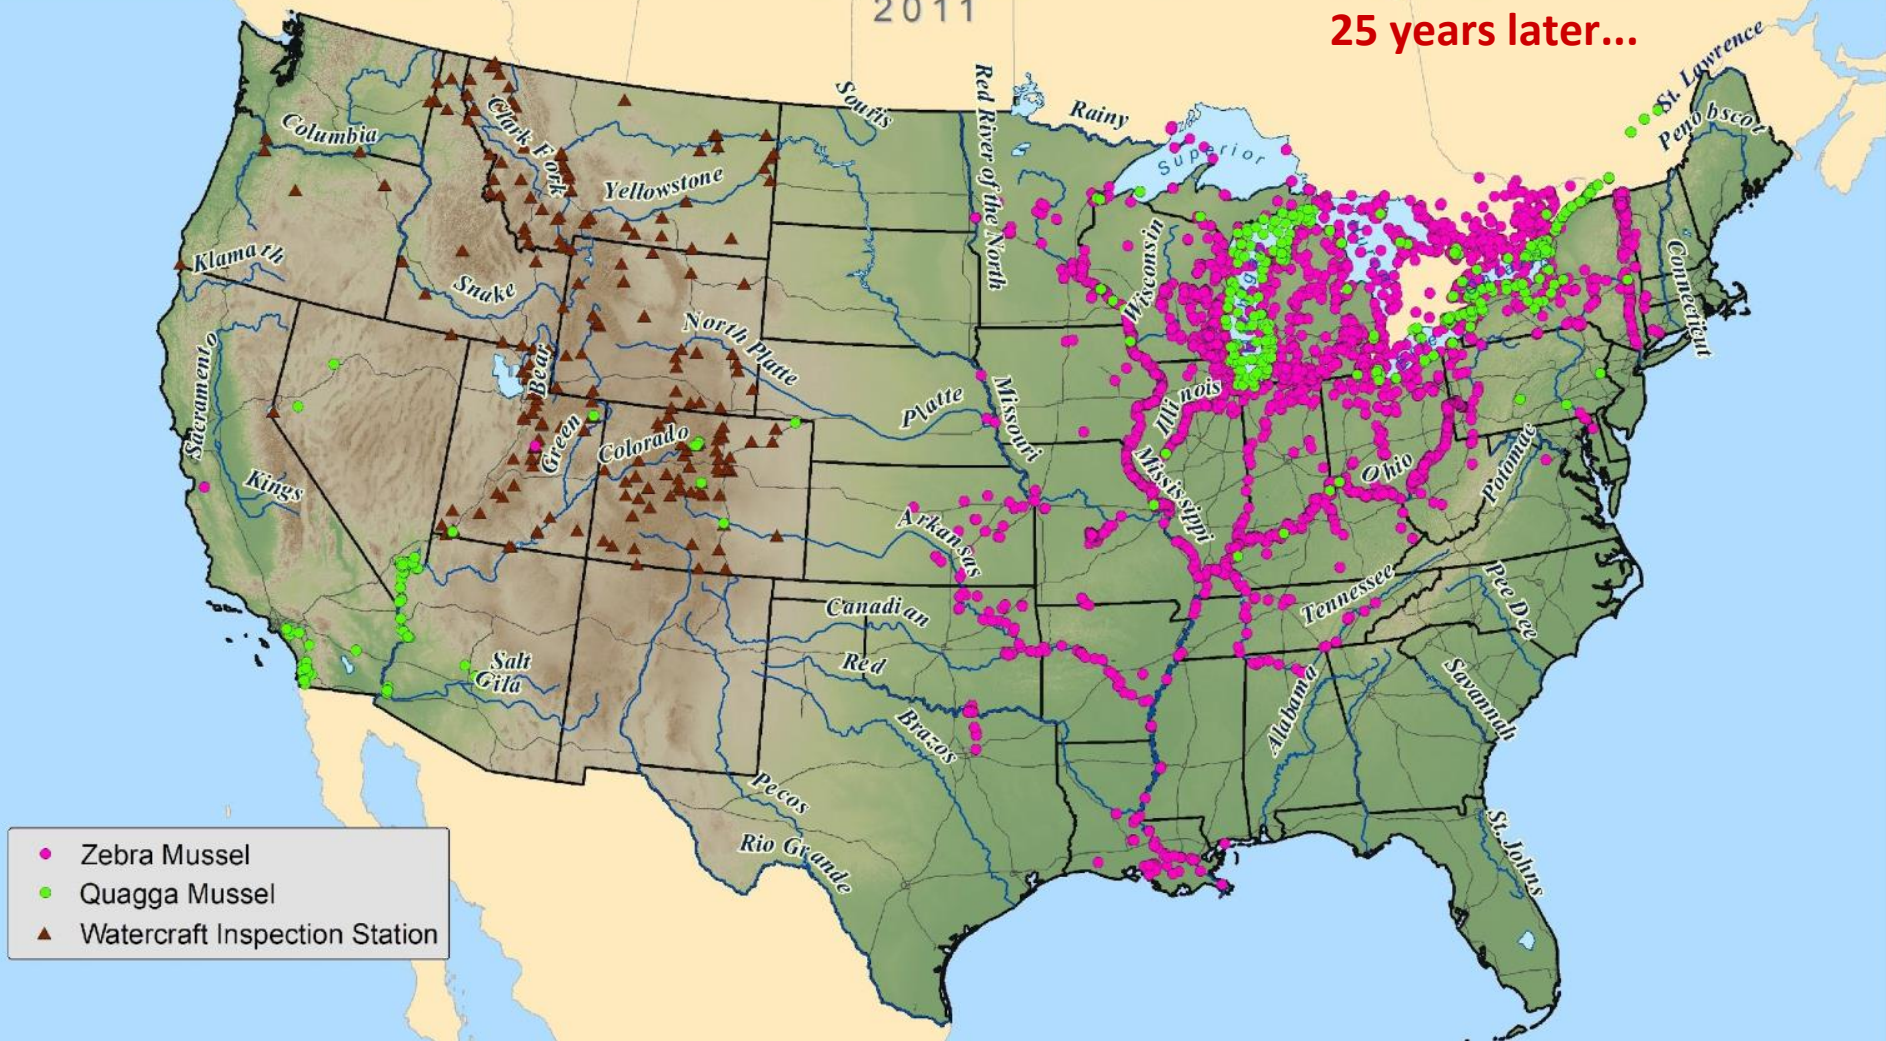 2011
25 years later...
St. Lawrence
Penobscot
Souris
Red River of the North
Rainy
Superior
Columbia
Clark Fork
Yellowstone
Klamath
Snake
Wisconsin
Connecticut
Sacramento
Bear
North Platte
Platte
Missouri
Illinois
Green
Colorado
Kings
Mississippi
Ohio
Potomac
Arkansas
Tennessee
Pee Dee
Canadian
Salt
Gila
Red
Brazos
Alabama
Savannah
Pecos
Rio Grande
St. Johns
Zebra Mussel
Quagga Mussel
Watercraft Inspection Station